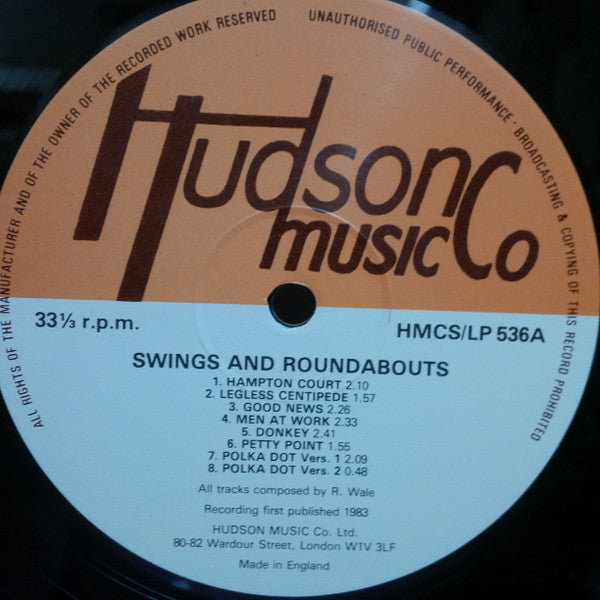 ALL RIGHTS OF THE MANUFACTURER AND OF THE OWNER OF THE RECORDED WORK RESERVED
UNAUTHORISED PUBLIC PERFORMANCE · BROADCASTING & COPYING OF THIS RECORD PROHIBITED
Hudson
music Co
33⅓ r.p.m.
HMCS/LP 536A
SWINGS AND ROUNDABOUTS
1. HAMPTON COURT 2.10
2. LEGLESS CENTIPEDE 1.57
3. GOOD NEWS 2.26
4. MEN AT WORK 2.33
5. DONKEY 2.41
6. PETTY POINT 1.55
7. POLKA DOT Vers. 1 2.09
8. POLKA DOT Vers. 2 0.48
All tracks composed by R. Wale
Recording first published 1983
HUDSON MUSIC Co. Ltd.
80-82 Wardour Street, London W1V 3LF
Made in England